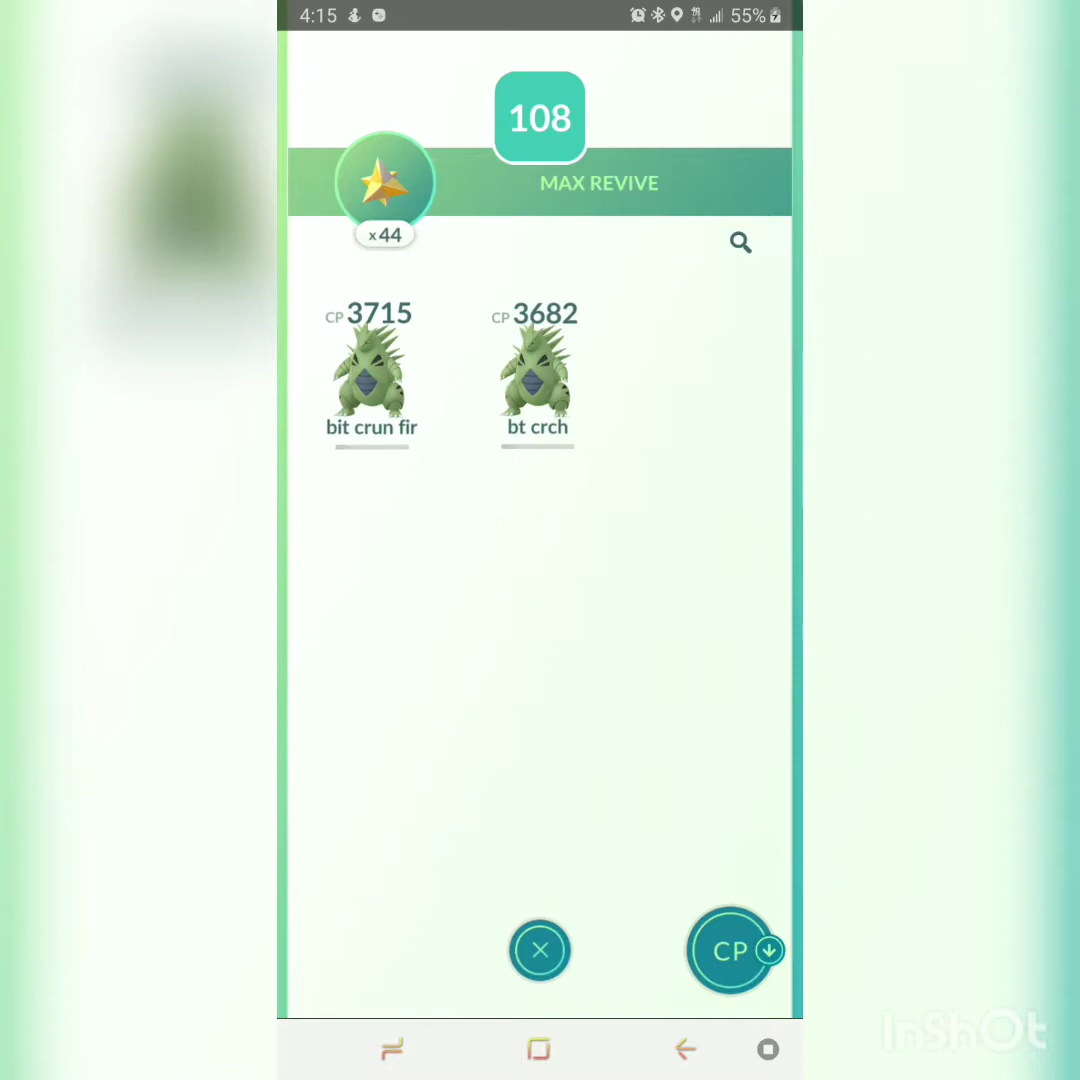 4:15 55%
108
MAX REVIVE
x44
CP 3715 CP 3682
bit crun fir bt crch
CP
InShOt